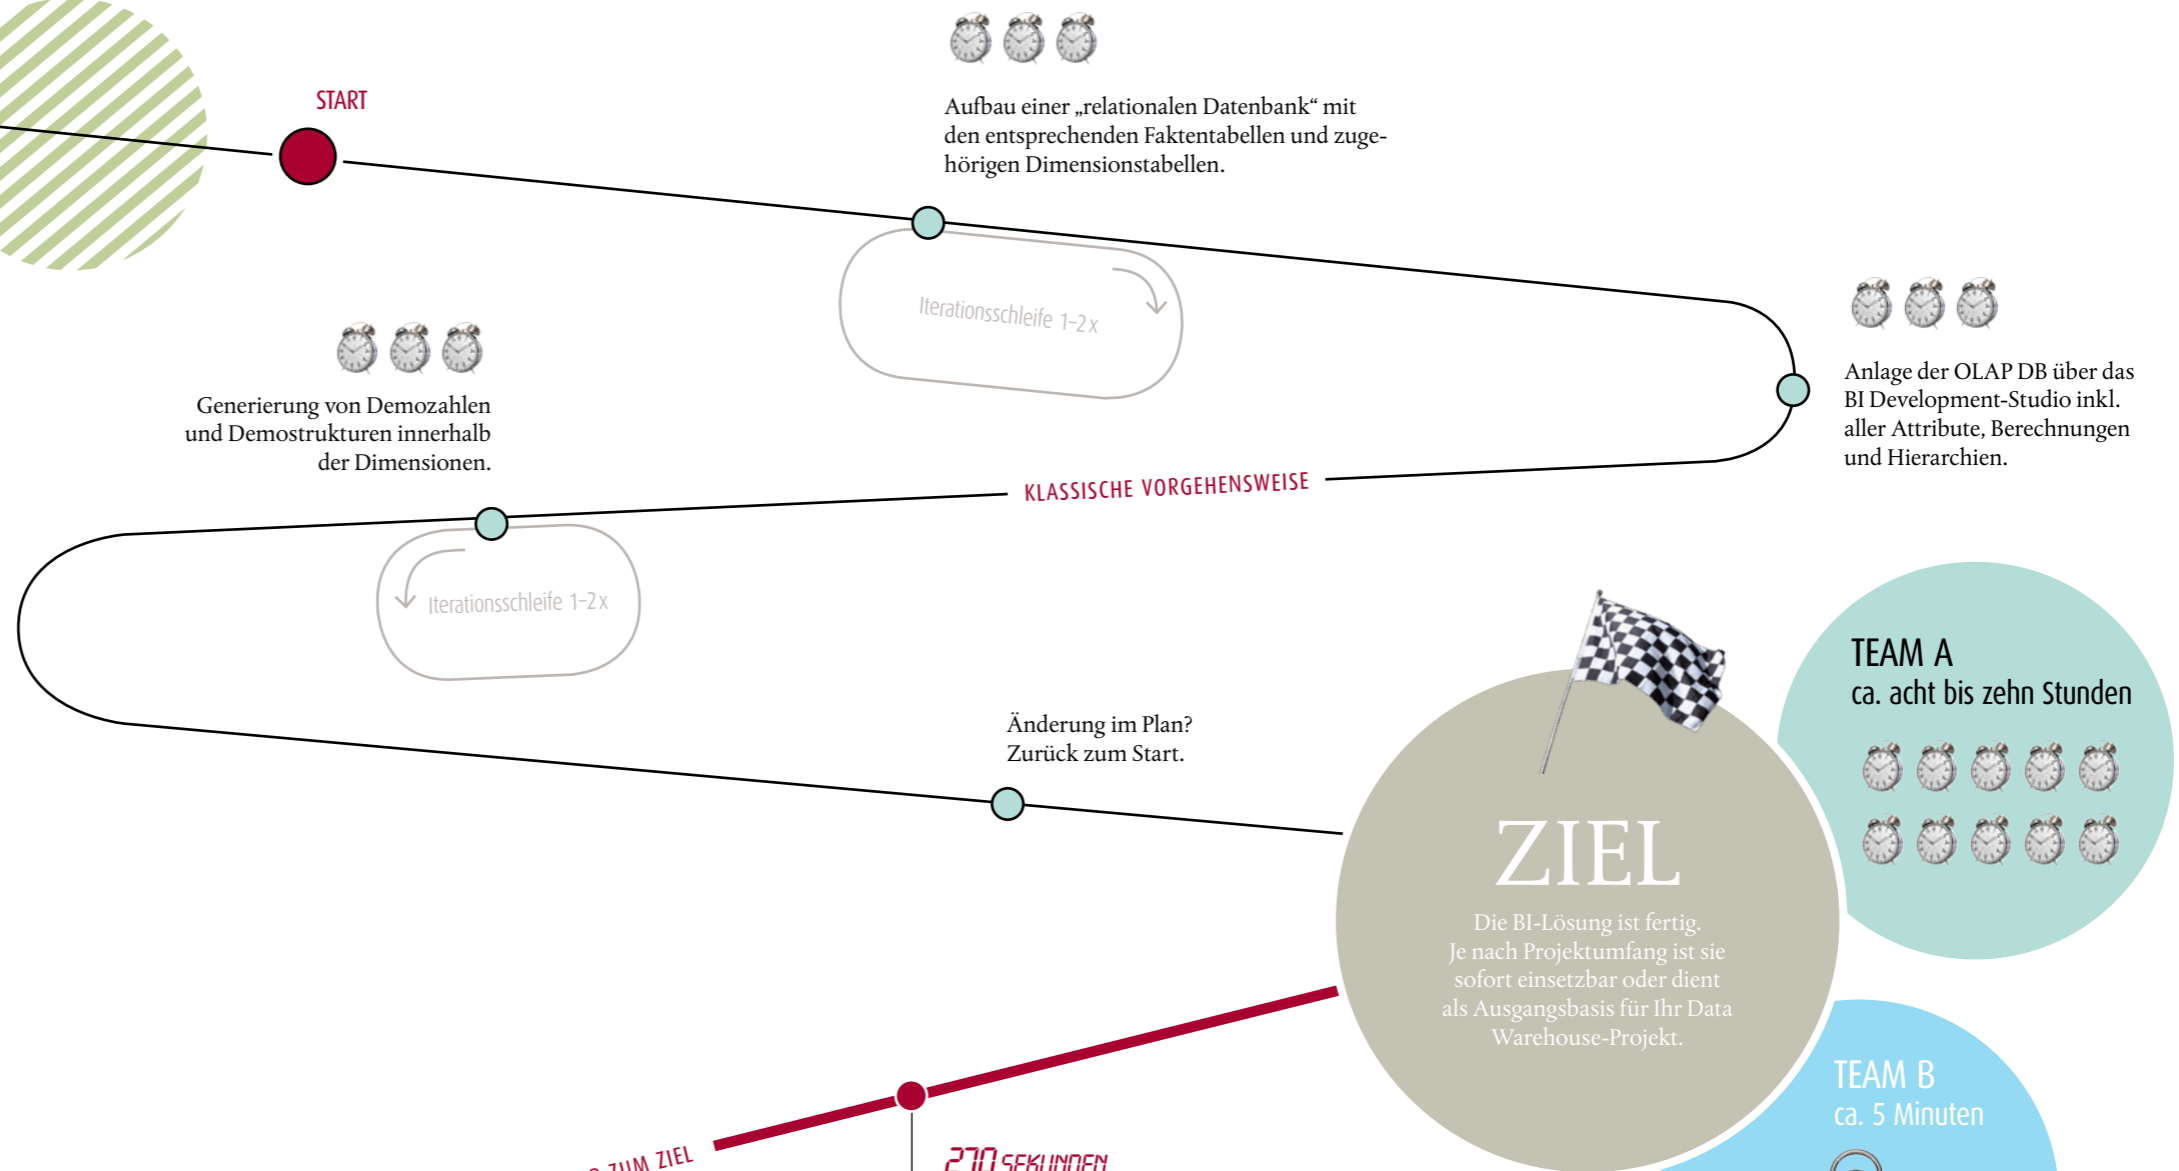 START
Aufbau einer „relationalen Datenbank“ mit
den entsprechenden Faktentabellen und zuge-
hörigen Dimensionstabellen.
Iterationsschleife 1–2 x
Anlage der OLAP DB über das
BI Development-Studio inkl.
aller Attribute, Berechnungen
und Hierarchien.
Generierung von Demozahlen
und Demostrukturen innerhalb
der Dimensionen.
KLASSISCHE VORGEHENSWEISE
Iterationsschleife 1–2 x
Änderung im Plan?
Zurück zum Start.
TEAM A
ca. acht bis zehn Stunden
ZIEL
Die BI-Lösung ist fertig.
Je nach Projektumfang ist sie
sofort einsetzbar oder dient
als Ausgangsbasis für Ihr Data
Warehouse-Projekt.
TEAM B
ca. 5 Minuten
ZUM ZIEL
270 SEKUNDEN